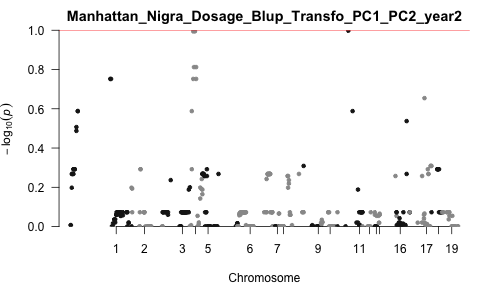 Manhattan_Nigra_Dosage_Blup_Transfo_PC1_PC2_year2
1.0
0.8
0.6
0.4
0.2
0.0
− log10(p)
1 2 3 5 6 7 9 11 16 17 19
Chromosome